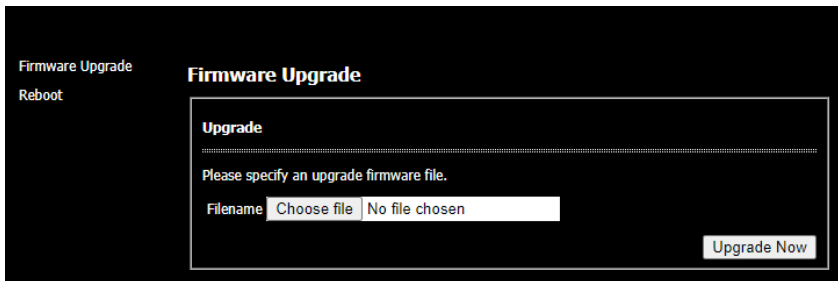 Firmware Upgrade
Reboot
Firmware Upgrade
Upgrade
Please specify an upgrade firmware file.
Filename Choose file No file chosen
Upgrade Now